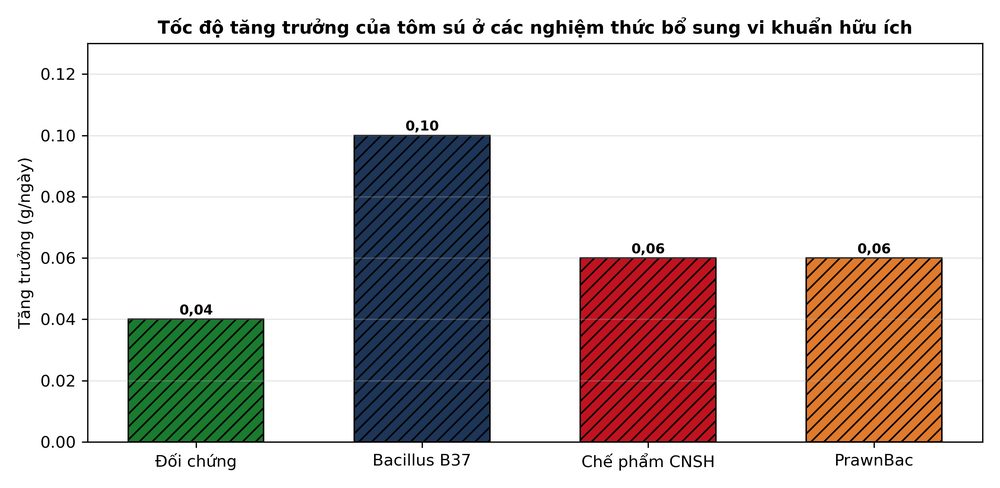 Tốc độ tăng trưởng của tôm sú ở các nghiệm thức bổ sung vi khuẩn hữu ích
Tăng trưởng (g/ngày)
0.12
0.10
0.08
0.06
0.04
0.02
0.00
0,04
0,10
0,06
0,06
Đối chứng
Bacillus B37
Chế phẩm CNSH
PrawnBac